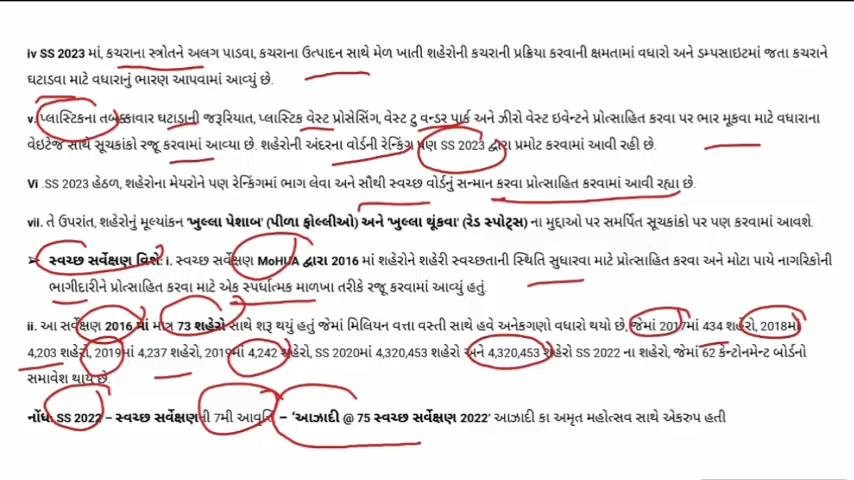 iv SS 2023 માં, કચરાના સ્ત્રોતને અલગ પાડવા, કચરાના ઉત્પાદન સાથે મેળ ખાતી શહેરોની કચરાની પ્રક્રિયા કરવાની ક્ષમતામાં વધારો અને ડમ્પસાઇટમાં જતા કચરાને
ઘટાડવા માટે વધારાનું ભારણ આપવામાં આવ્યું છે.
v. પ્લાસ્ટિકના તબક્કાવાર ઘટાડાની જરૂરિયાત, પ્લાસ્ટિક વેસ્ટ પ્રોસેસિંગ, વેસ્ટ ટુ વન્ડર પાર્ક અને ઝીરો વેસ્ટ ઇવેન્ટને પ્રોત્સાહિત કરવા પર ભાર મૂકવા માટે વધારાના
વેઇટેજ સાથે સૂચકાંકો રજૂ કરવામાં આવ્યા છે. શહેરોની અંદરના વોર્ડની રેન્કિંગ પણ SS 2023 દ્વારા પ્રમોટ કરવામાં આવી રહી છે.
Vi .SS 2023 હેઠળ, શહેરોના મેયરોને પણ રેન્કિંગમાં ભાગ લેવા અને સૌથી સ્વચ્છ વોર્ડનું સન્માન કરવા પ્રોત્સાહિત કરવામાં આવી રહ્યા છે.
vii. તે ઉપરાંત, શહેરોનું મૂલ્યાંકન 'ખુલ્લા પેશાબ' (પીળા ફોલ્લીઓ) અને 'ખુલ્લા થૂંકવા' (રેડ સ્પોટ્સ) ના મુદ્દાઓ પર સમર્પિત સૂચકાંકો પર પણ કરવામાં આવશે.
➤ સ્વચ્છ સર્વેક્ષણ વિશે: i. સ્વચ્છ સર્વેક્ષણ MoHUA દ્વારા 2016 માં શહેરોને શહેરી સ્વચ્છતાની સ્થિતિ સુધારવા માટે પ્રોત્સાહિત કરવા અને મોટા પાયે નાગરિકોની
ભાગીદારીને પ્રોત્સાહિત કરવા માટે એક સ્પર્ધાત્મક માળખા તરીકે રજૂ કરવામાં આવ્યું હતું.
ii. આ સર્વેક્ષણ 2016 માં માત્ર 73 શહેરો સાથે શરૂ થયું હતું જેમાં મિલિયન વત્તા વસ્તી સાથે હવે અનેકગણો વધારો થયો છે, જેમાં 2017માં 434 શહેરો, 2018માં
4,203 શહેરો, 2019માં 4,237 શહેરો, 2019માં 4,242 શહેરો, SS 2020માં 4,320,453 શહેરો અને 4,320,453 શહેરો SS 2022 ના શહેરો, જેમાં 62 કેન્ટોનમેન્ટ બોર્ડનો
સમાવેશ થાય છે.
નોંધ: SS 2022 – સ્વચ્છ સર્વેક્ષણની 7મી આવૃત્તિ – 'આઝાદી @ 75 સ્વચ્છ સર્વેક્ષણ 2022' આઝાદી કા અમૃત મહોત્સવ સાથે એકરુપ હતી